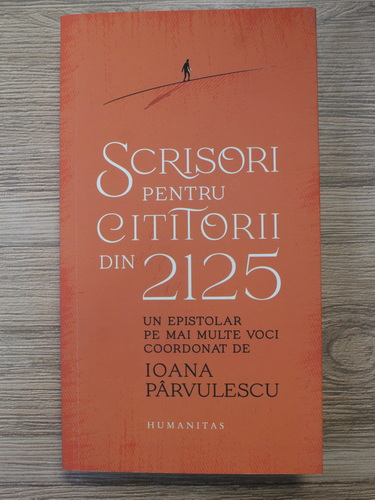 SCRISORI
PENTRU
CITITORII
DIN 2125
UN EPISTOLAR
PE MAI MULTE VOCI
COORDONAT DE
IOANA
PÂRVULESCU
HUMANITAS